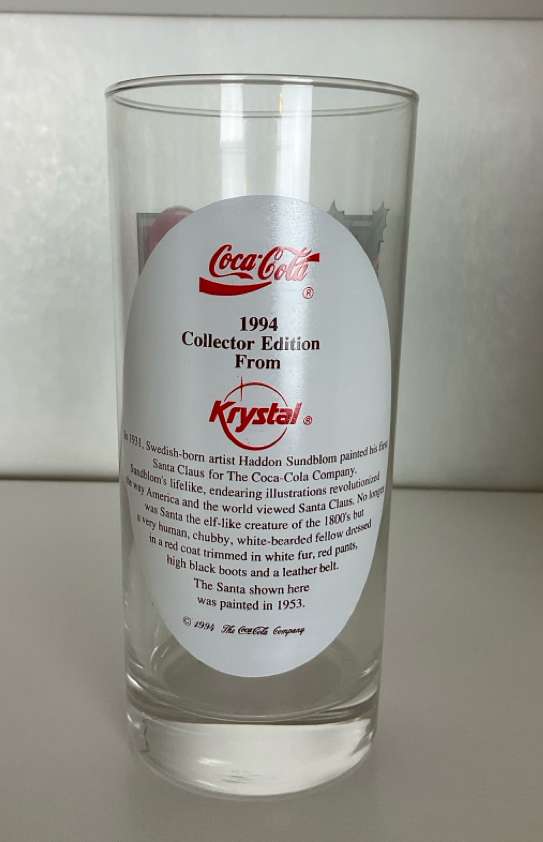 Coca-Cola ®
1994
Collector Edition
From
Krystal ®
In 1931, Swedish-born artist Haddon Sundblom painted his first
Santa Claus for The Coca-Cola Company.
Sundblom's lifelike, endearing illustrations revolutionized
the way America and the world viewed Santa Claus. No longer
was Santa the elf-like creature of the 1800's but
a very human, chubby, white-bearded fellow dressed
in a red coat trimmed in white fur, red pants,
high black boots and a leather belt.
The Santa shown here
was painted in 1953.
© 1994 The Coca-Cola Company